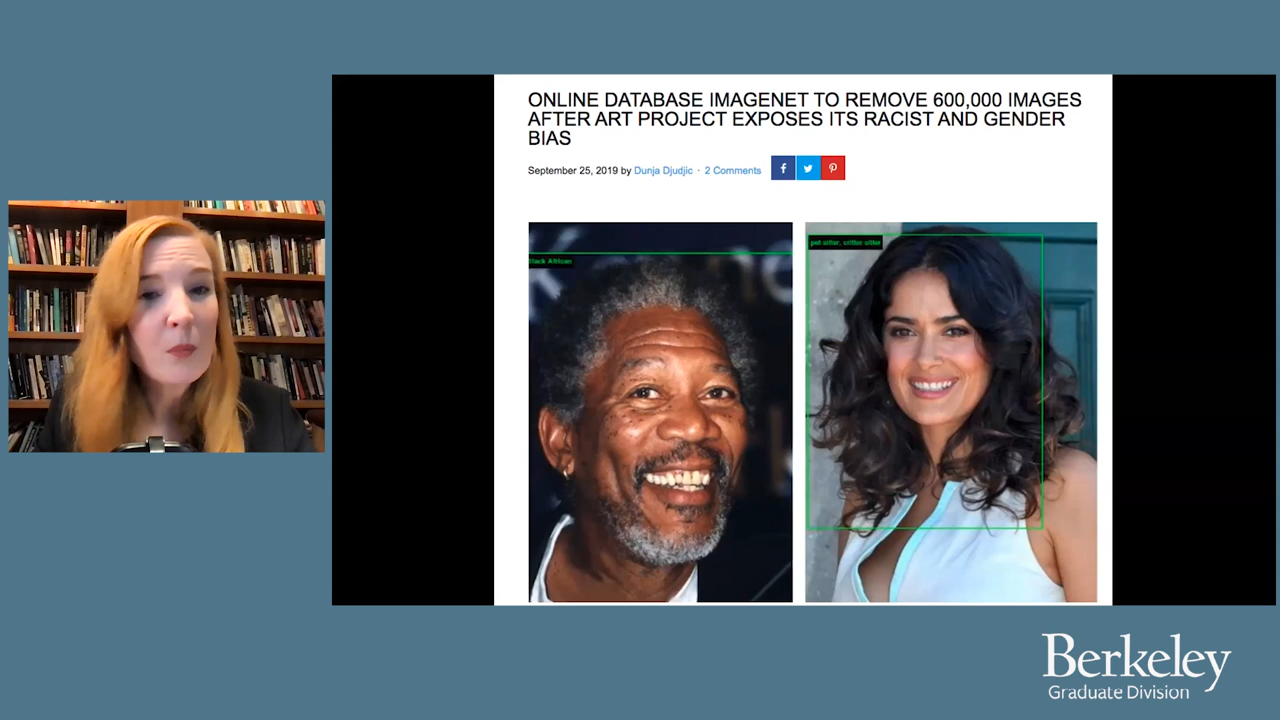 ONLINE DATABASE IMAGENET TO REMOVE 600,000 IMAGES
AFTER ART PROJECT EXPOSES ITS RACIST AND GENDER
BIAS
September 25, 2019 by Dunja Djudjic · 2 Comments
Black African
pet sitter, critter sitter
Berkeley
Graduate Division